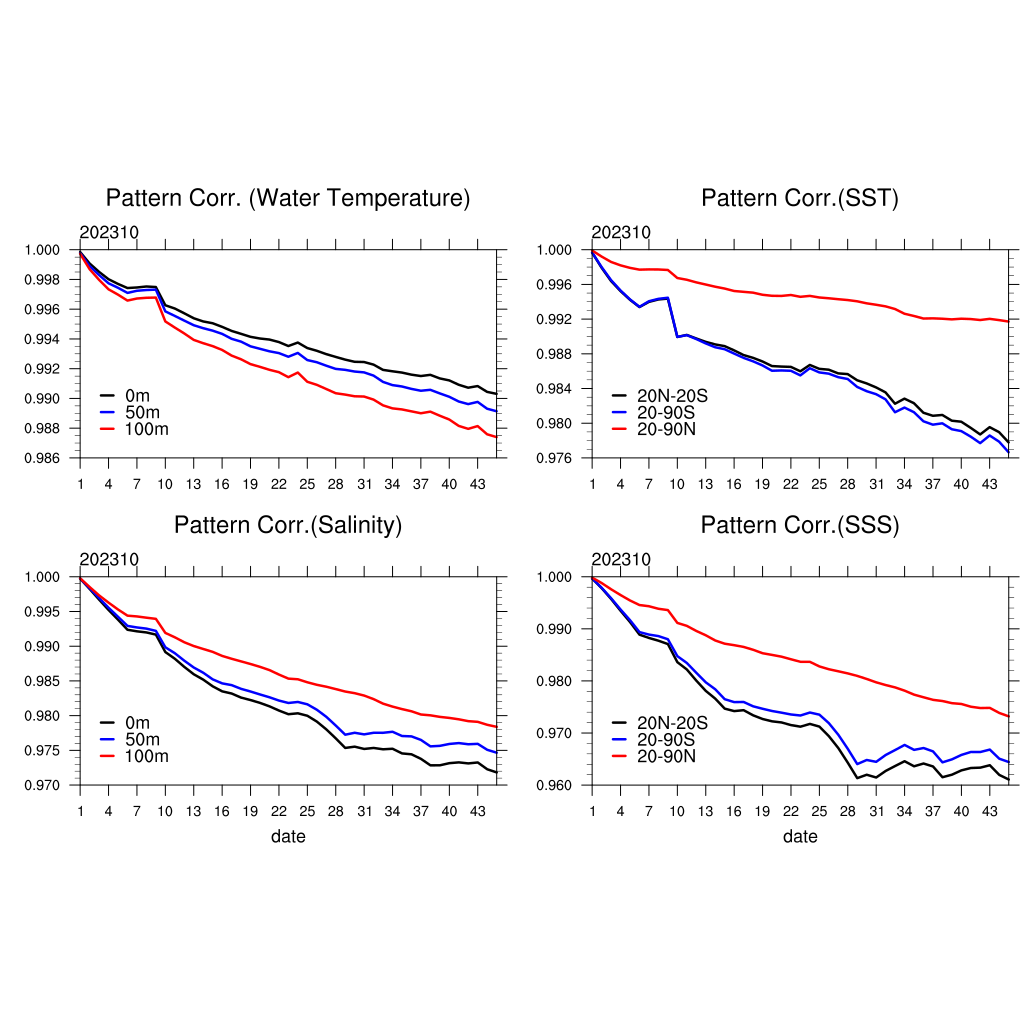 Pattern Corr. (Water Temperature)
202310
1.000
0.998
0.996
0.994
0.992
0.990
0.988
0.986
0m
50m
100m
1 4 7 10 13 16 19 22 25 28 31 34 37 40 43
Pattern Corr.(SST)
202310
1.000
0.996
0.992
0.988
0.984
0.980
0.976
20N-20S
20-90S
20-90N
1 4 7 10 13 16 19 22 25 28 31 34 37 40 43
Pattern Corr.(Salinity)
202310
1.000
0.995
0.990
0.985
0.980
0.975
0.970
0m
50m
100m
1 4 7 10 13 16 19 22 25 28 31 34 37 40 43
date
Pattern Corr.(SSS)
202310
1.000
0.990
0.980
0.970
0.960
20N-20S
20-90S
20-90N
1 4 7 10 13 16 19 22 25 28 31 34 37 40 43
date